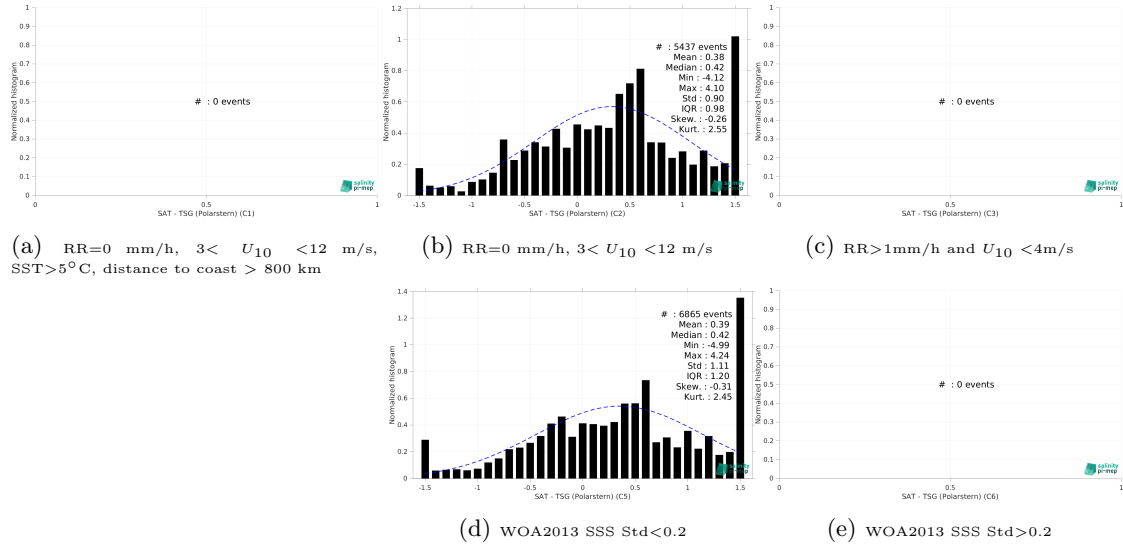 1
0.9
0.8
0.7
0.6
0.5
0.4
0.3
0.2
0.1
0
Normalized histogram
# : 0 events
salinity
pi-mep
0 0.5 1
SAT - TSG (Polarstern) (C1)
(a) RR=0 mm/h, 3< U10 <12 m/s,
SST>5°C, distance to coast > 800 km
1.2
1
0.8
0.6
0.4
0.2
0
Normalized histogram
# : 5437 events
Mean : 0.38
Median : 0.42
Min : -4.12
Max : 4.10
Std : 0.90
IQR : 0.98
Skew. : -0.26
Kurt. : 2.55
salinity
pi-mep
-1.5 -1 -0.5 0 0.5 1 1.5
SAT - TSG (Polarstern) (C2)
(b) RR=0 mm/h, 3< U10 <12 m/s
1
0.9
0.8
0.7
0.6
0.5
0.4
0.3
0.2
0.1
0
Normalized histogram
# : 0 events
salinity
pi-mep
0 0.5 1
SAT - TSG (Polarstern) (C3)
(c) RR>1mm/h and U10 <4m/s
1.4
1.2
1
0.8
0.6
0.4
0.2
0
Normalized histogram
# : 6865 events
Mean : 0.39
Median : 0.42
Min : -4.99
Max : 4.24
Std : 1.11
IQR : 1.20
Skew. : -0.31
Kurt. : 2.45
salinity
pi-mep
-1.5 -1 -0.5 0 0.5 1 1.5
SAT - TSG (Polarstern) (C5)
(d) WOA2013 SSS Std<0.2
1
0.9
0.8
0.7
0.6
0.5
0.4
0.3
0.2
0.1
0
Normalized histogram
# : 0 events
salinity
pi-mep
0 0.5 1
SAT - TSG (Polarstern) (C6)
(e) WOA2013 SSS Std>0.2